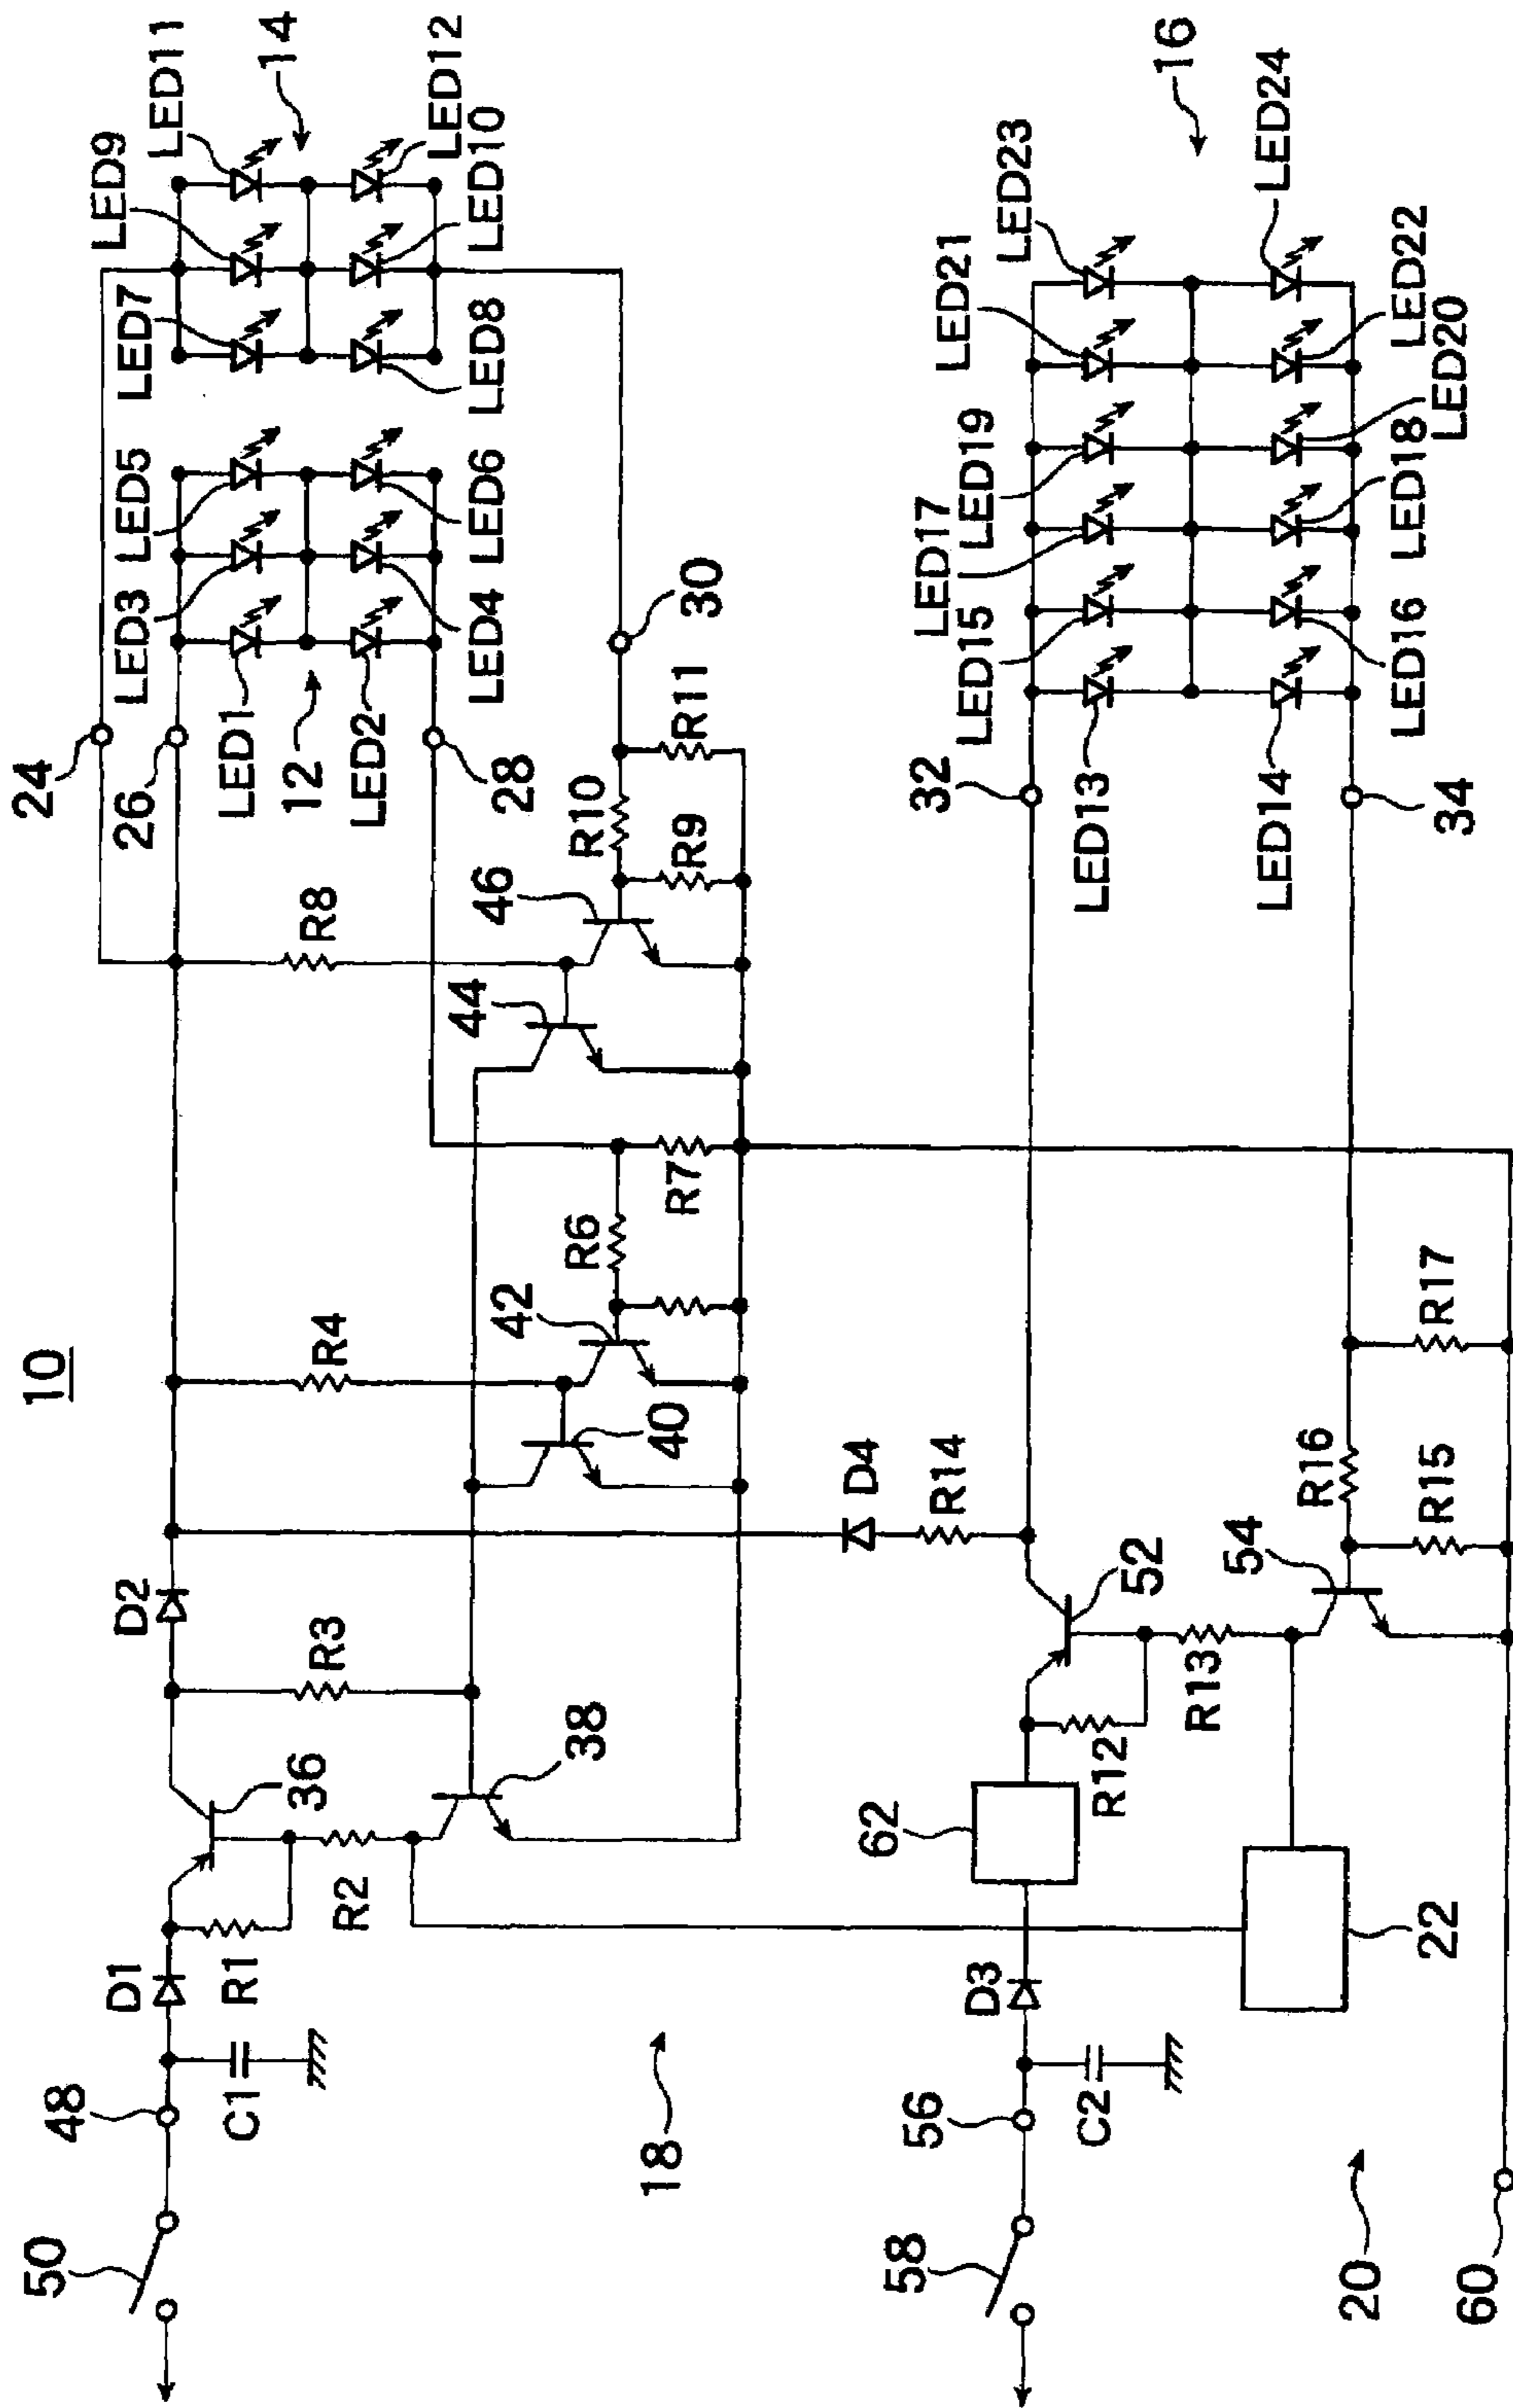 10
50
48
D1
C1
R1
36
R2
D2
R3
38
R4
40
42
R6
R7
44
R8
46
R9
R10
R11
24
26
28
30
LED1
LED2
LED3
LED4
LED5
LED6
12
LED7
LED8
LED9
LED10
LED11
LED12
14
18
D4
R14
58
56
D3
C2
62
R12
52
R13
54
R16
R15
R17
22
32
34
LED13
LED14
LED15
LED16
LED17
LED18
LED19
LED20
LED21
LED22
LED23
LED24
16
20
60